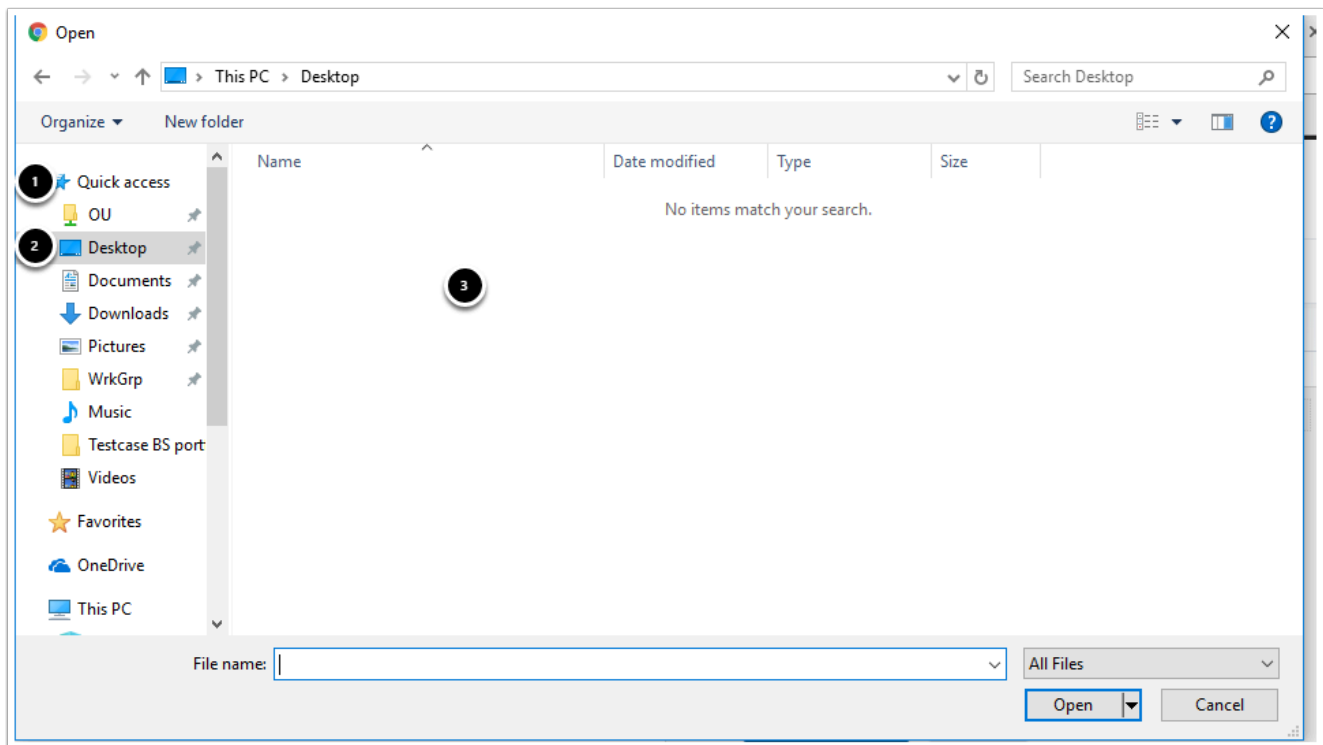 Open
This PC > Desktop
Search Desktop
Organize
New folder
Name
Date modified
Type
Size
1
Quick access
No items match your search.
OU
2
Desktop
3
Documents
Downloads
Pictures
WrkGrp
Music
Testcase BS port
Videos
Favorites
OneDrive
This PC
File name:
All Files
Open
Cancel